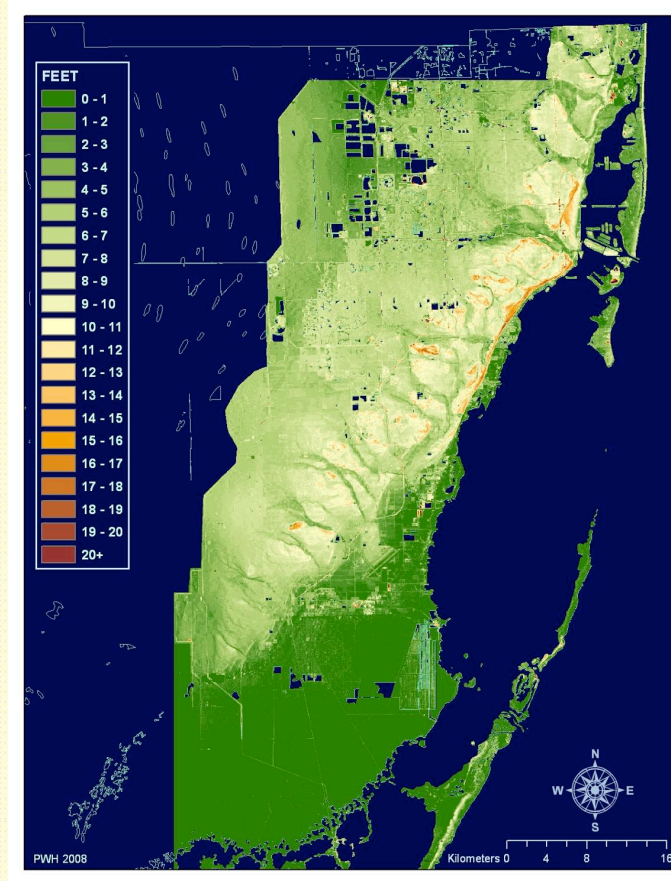 FEET
0 - 1
1 - 2
2 - 3
3 - 4
4 - 5
5 - 6
6 - 7
7 - 8
8 - 9
9 - 10
10 - 11
11 - 12
12 - 13
13 - 14
14 - 15
15 - 16
16 - 17
17 - 18
18 - 19
19 - 20
20+
N
W E
S
PWH 2008
Kilometers 0 4 8 16